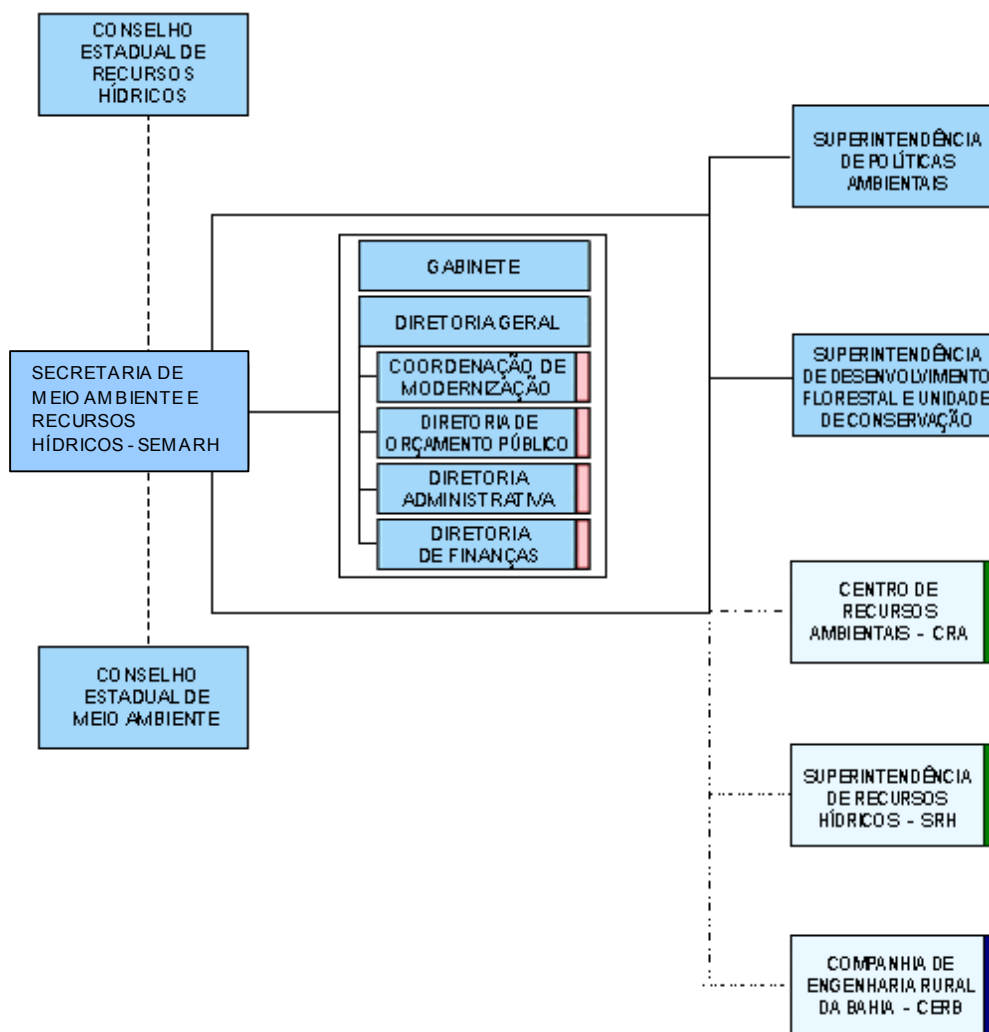 CONSELHO
ESTADUAL DE
RECURSOS
HÍDRICOS
SUPERINTENDÊNCIA
DE POLÍTICAS
AMBIENTAIS
GABINETE
DIRETORIA GERAL
COORDENAÇÃO DE
MODERNIZAÇÃO
DIRETORIA DE
ORÇAMENTO PÚBLICO
DIRETORIA
ADMINISTRATIVA
DIRETORIA
DE FINANÇAS
SECRETARIA DE
MEIO AMBIENTE E
RECURSOS
HÍDRICOS - SEMARH
SUPERINTENDÊNCIA
DE DESENVOLVIMENTO
FLORESTAL E UNIDADE
DE CONSERVAÇÃO
CONSELHO
ESTADUAL DE
MEIO AMBIENTE
CENTRO DE
RECURSOS
AMBIENTAIS - CRA
SUPERINTENDÊNCIA
DE RECURSOS
HÍDRICOS - SRH
COMPANHIA DE
ENGENHARIA RURAL
DA BAHIA - CERB